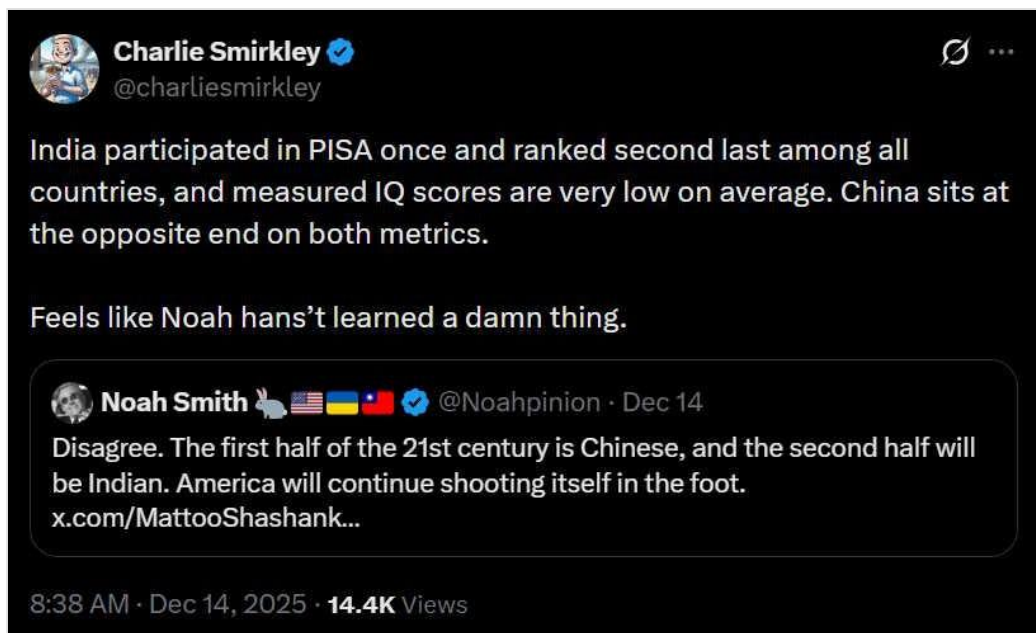 Charlie Smirkley
@charliesmirkley
India participated in PISA once and ranked second last among all
countries, and measured IQ scores are very low on average. China sits at
the opposite end on both metrics.
Feels like Noah hans’t learned a damn thing.
Noah Smith @Noahpinion · Dec 14
Disagree. The first half of the 21st century is Chinese, and the second half will
be Indian. America will continue shooting itself in the foot.
x.com/MattooShashank...
8:38 AM · Dec 14, 2025 · 14.4K Views